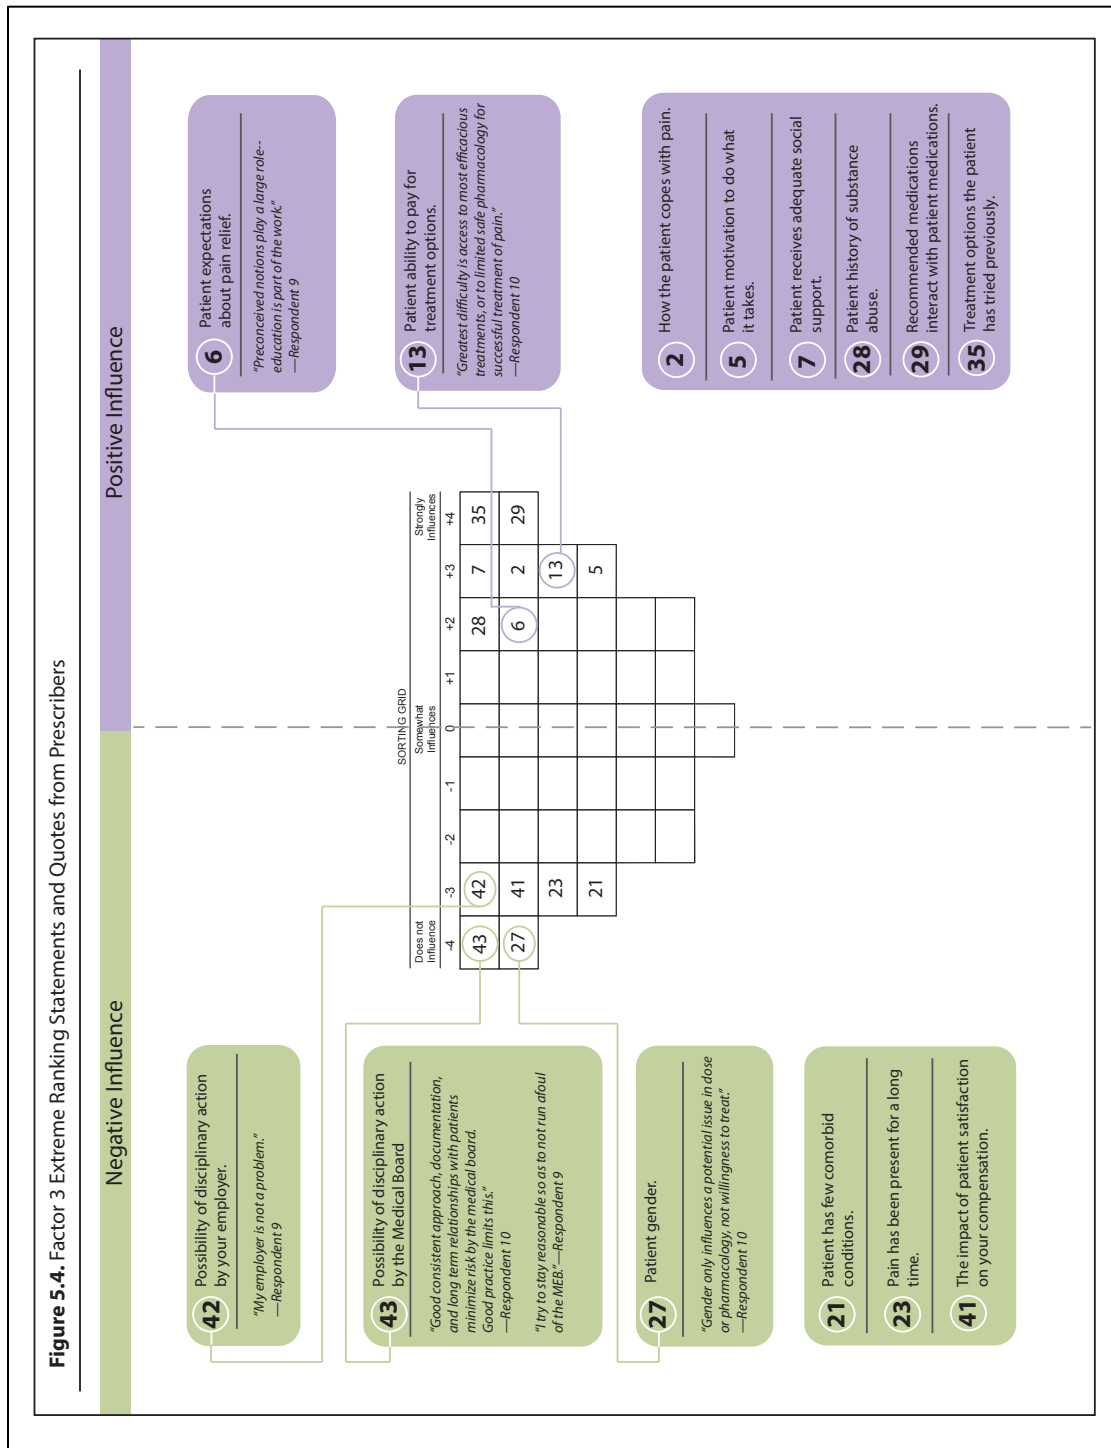 Figure 5.4. Factor 3 Extreme Ranking Statements and Quotes from Prescribers
Negative Influence
Positive Influence
42 Possibility of disciplinary action
by your employer.
"My employer is not a problem."
—Respondent 9
43 Possibility of disciplinary action
by the Medical Board
"Good consistent approach, documentation,
and long term relationships with patients
minimize risk by the medical board.
Good practice limits this."
—Respondent 10
"I try to stay reasonable so as to not run afoul
of the MEB."—Respondent 9
27 Patient gender.
"Gender only influences a potential issue in dose
or pharmacology, not willingness to treat."
—Respondent 10
21 Patient has few comorbid
conditions.
23 Pain has been present for a long
time.
41 The impact of patient satisfaction
on your compensation.
SORTING GRID
Does not
Influence
Somewhat
Influences
Strongly
Influences
-4 -3 -2 -1 0 +1 +2 +3 +4
43 42 28 7 35
27 41 6 2 29
23 13
21 5
6 Patient expectations
about pain relief.
"Preconceived notions play a large role--
education is part of the work."
—Respondent 9
13 Patient ability to pay for
treatment options.
"Greatest difficulty is access to most efficacious
treatments, or to limited safe pharmacology for
successful treatment of pain."
—Respondent 10
2 How the patient copes with pain.
5 Patient motivation to do what
it takes.
7 Patient receives adequate social
support.
28 Patient history of substance
abuse.
29 Recommended medications
interact with patient medications.
35 Treatment options the patient
has tried previously.